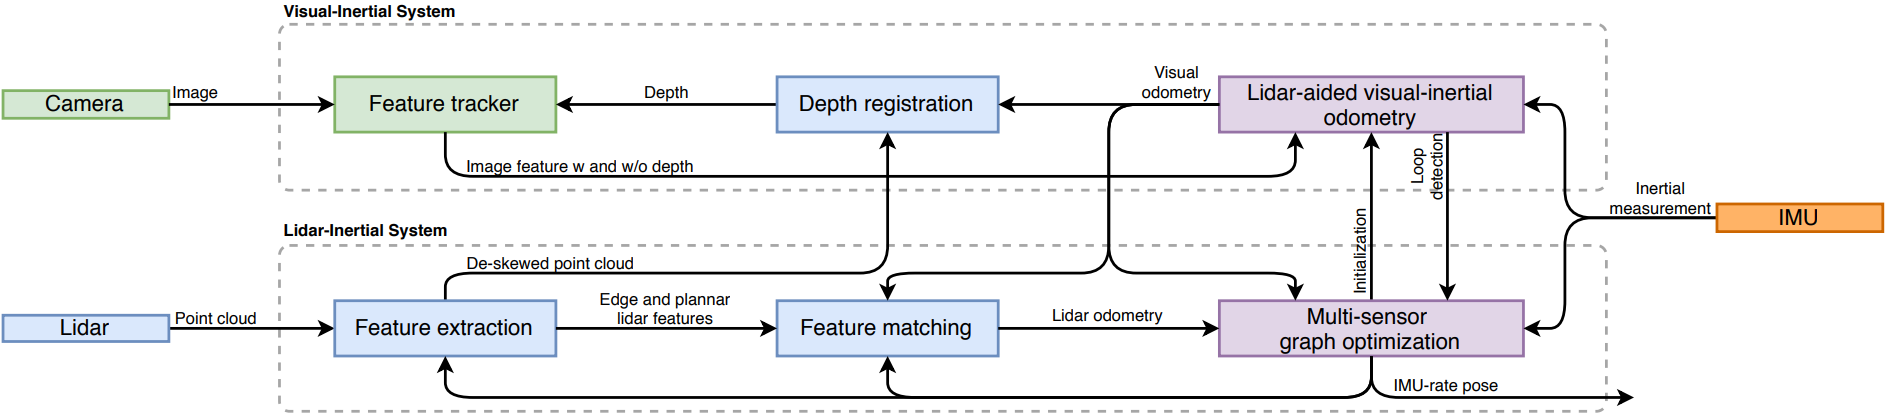 Visual-Inertial System
Camera
Image
Feature tracker
Depth
Depth registration
Visual
odometry
Lidar-aided visual-inertial
odometry
Image feature w and w/o depth
Loop
detection
Initialization
Inertial
measurement
IMU
Lidar-Inertial System
De-skewed point cloud
Lidar
Point cloud
Feature extraction
Edge and plannar
lidar features
Feature matching
Lidar odometry
Multi-sensor
graph optimization
IMU-rate pose